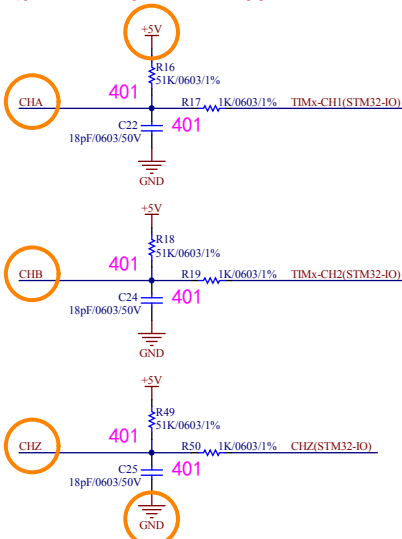 +5V
R16
51K/0603/1%
401
CHA
R17 1K/0603/1% TIMx-CH1(STM32-IO)
C22 401
18pF/0603/50V
GND
+5V
R18
51K/0603/1%
401
CHB
R19 1K/0603/1% TIMx-CH2(STM32-IO)
C24 401
18pF/0603/50V
GND
+5V
R49
51K/0603/1%
401
CHZ
R50 1K/0603/1% CHZ(STM32-IO)
C25 401
18pF/0603/50V
GND